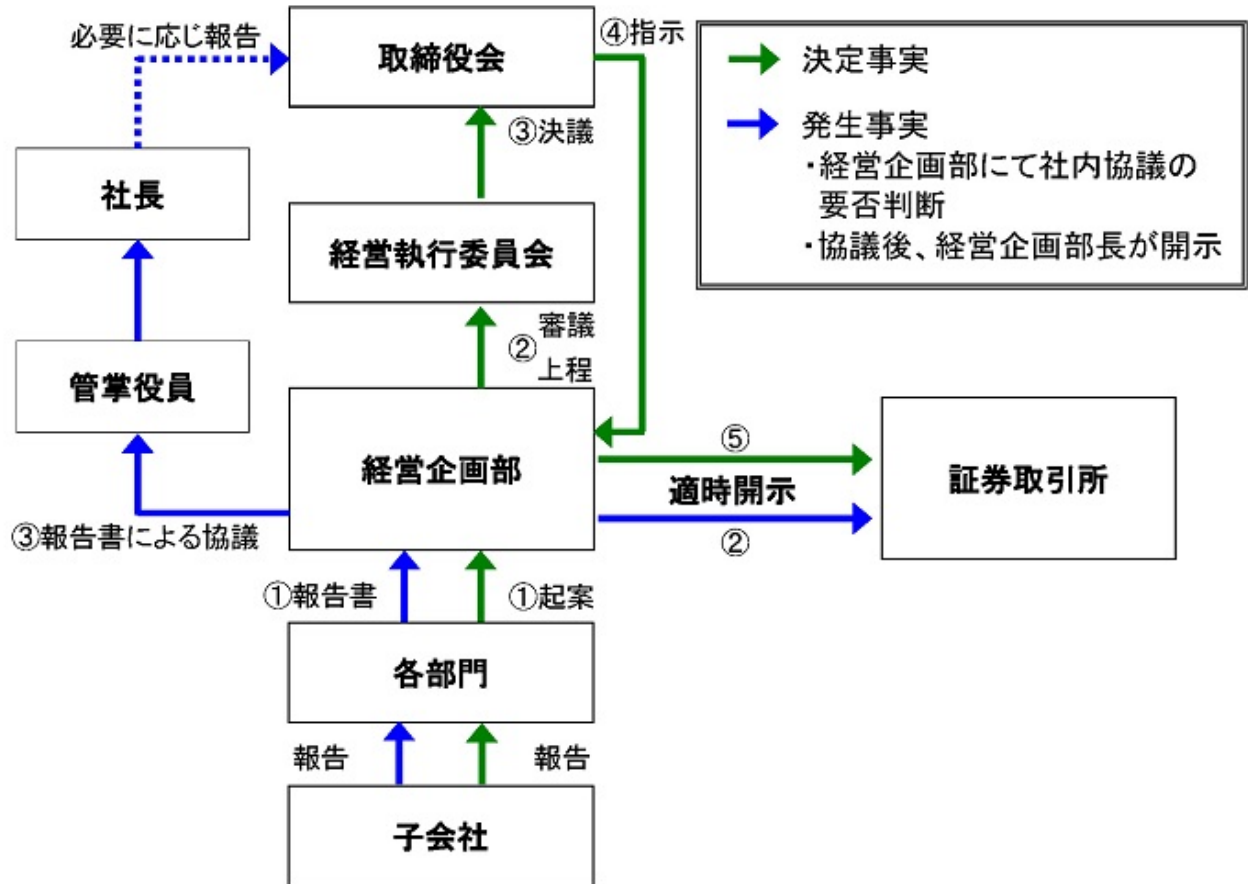 必要に応じ報告
取締役会
④指示
決定事実
発生事実
・経営企画部にて社内協議の
要否判断
・協議後、経営企画部長が開示
③決議
社長
経営執行委員会
②審議
上程
管掌役員
経営企画部
⑤
適時開示
②
証券取引所
③報告書による協議
①報告書
①起案
各部門
報告
報告
子会社